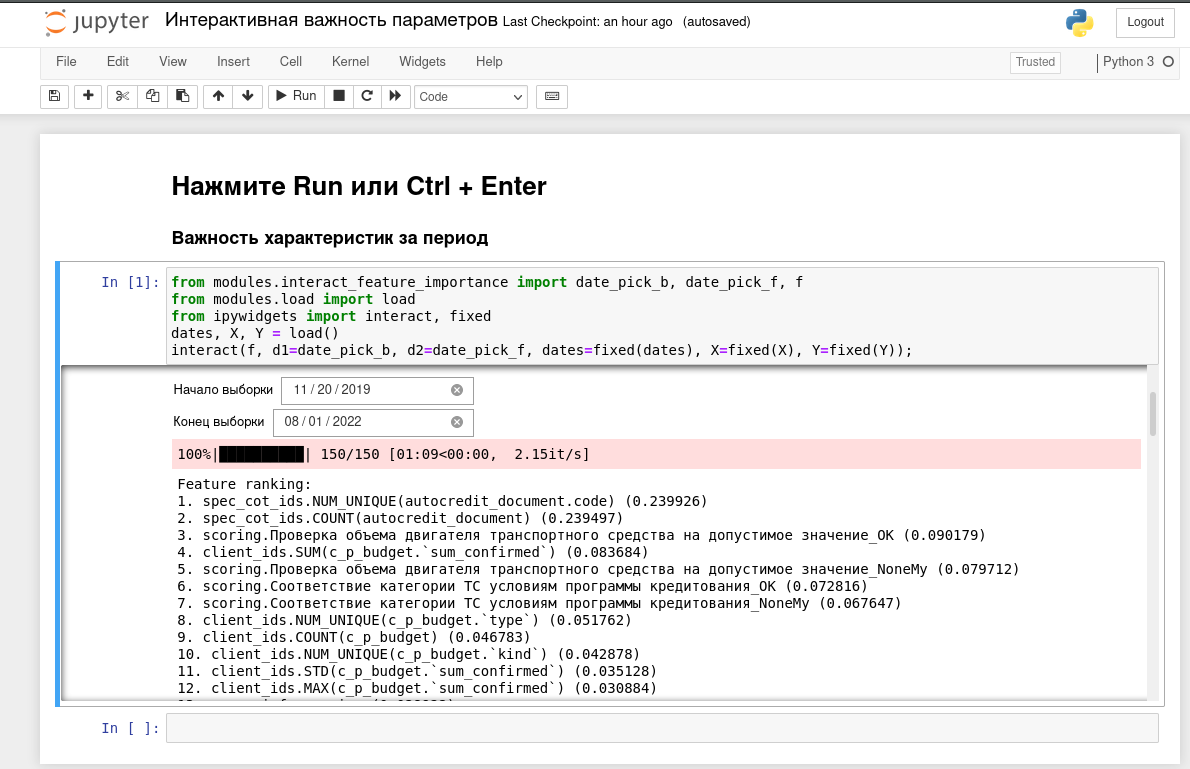 jupyter Интерактивная важность параметров Last Checkpoint: an hour ago (autosaved) Logout
File Edit View Insert Cell Kernel Widgets Help Trusted Python 3
Run Code
Нажмите Run или Ctrl + Enter
Важность характеристик за период
In [1]: from modules.interact_feature_importance import date_pick_b, date_pick_f, f
from modules.load import load
from ipywidgets import interact, fixed
dates, X, Y = load()
interact(f, d1=date_pick_b, d2=date_pick_f, dates=fixed(dates), X=fixed(X), Y=fixed(Y));
Начало выборки 11 / 20 / 2019
Конец выборки 08 / 01 / 2022
100%|██████████| 150/150 [01:09<00:00, 2.15it/s]
Feature ranking:
1. spec_cot_ids.NUM_UNIQUE(autocredit_document.code) (0.239926)
2. spec_cot_ids.COUNT(autocredit_document) (0.239497)
3. scoring.Проверка объема двигателя транспортного средства на допустимое значение_OK (0.090179)
4. client_ids.SUM(c_p_budget.`sum_confirmed`) (0.083684)
5. scoring.Проверка объема двигателя транспортного средства на допустимое значение_NoneMy (0.079712)
6. scoring.Соответствие категории ТС условиям программы кредитования_OK (0.072816)
7. scoring.Соответствие категории ТС условиям программы кредитования_NoneMy (0.067647)
8. client_ids.NUM_UNIQUE(c_p_budget.`type`) (0.051762)
9. client_ids.COUNT(c_p_budget) (0.046783)
10. client_ids.NUM_UNIQUE(c_p_budget.`kind`) (0.042878)
11. client_ids.STD(c_p_budget.`sum_confirmed`) (0.035128)
12. client_ids.MAX(c_p_budget.`sum_confirmed`) (0.030884)
In [ ]: